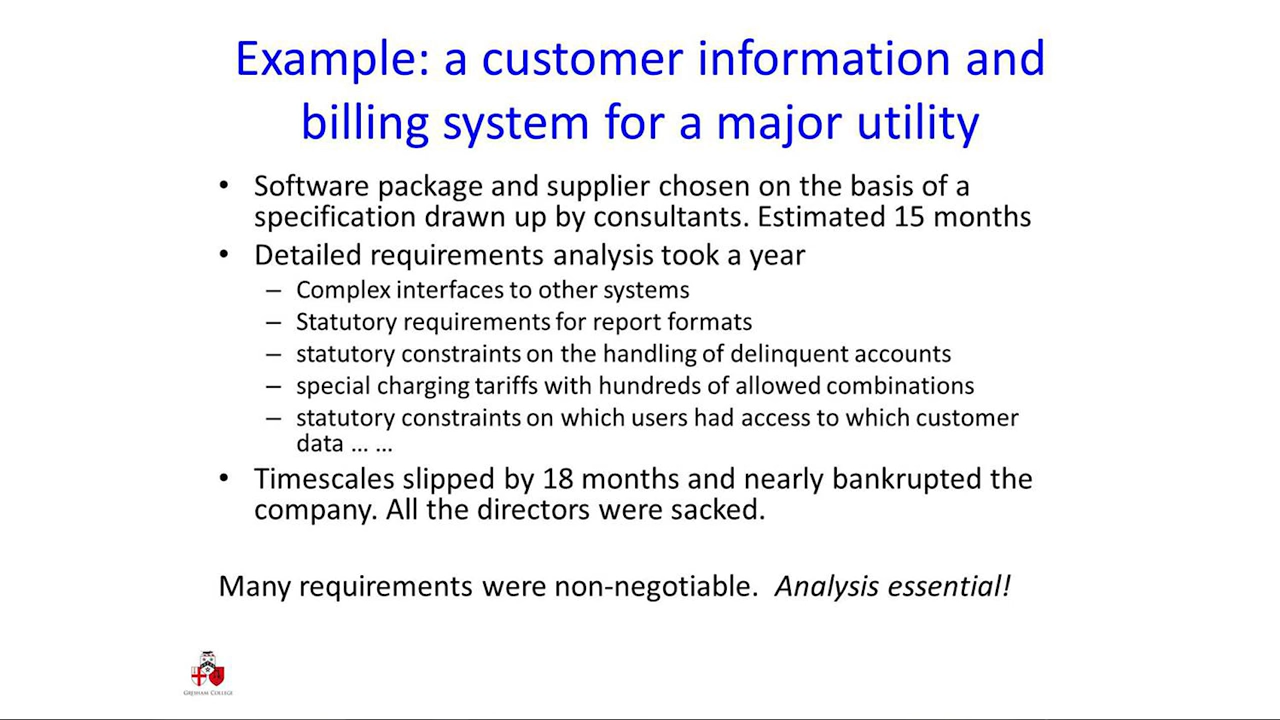 Example: a customer information and
billing system for a major utility
• Software package and supplier chosen on the basis of a
specification drawn up by consultants. Estimated 15 months
• Detailed requirements analysis took a year
– Complex interfaces to other systems
– Statutory requirements for report formats
– statutory constraints on the handling of delinquent accounts
– special charging tariffs with hundreds of allowed combinations
– statutory constraints on which users had access to which customer
data … …
• Timescales slipped by 18 months and nearly bankrupted the
company. All the directors were sacked.
Many requirements were non-negotiable. Analysis essential!
GRESHAM COLLEGE